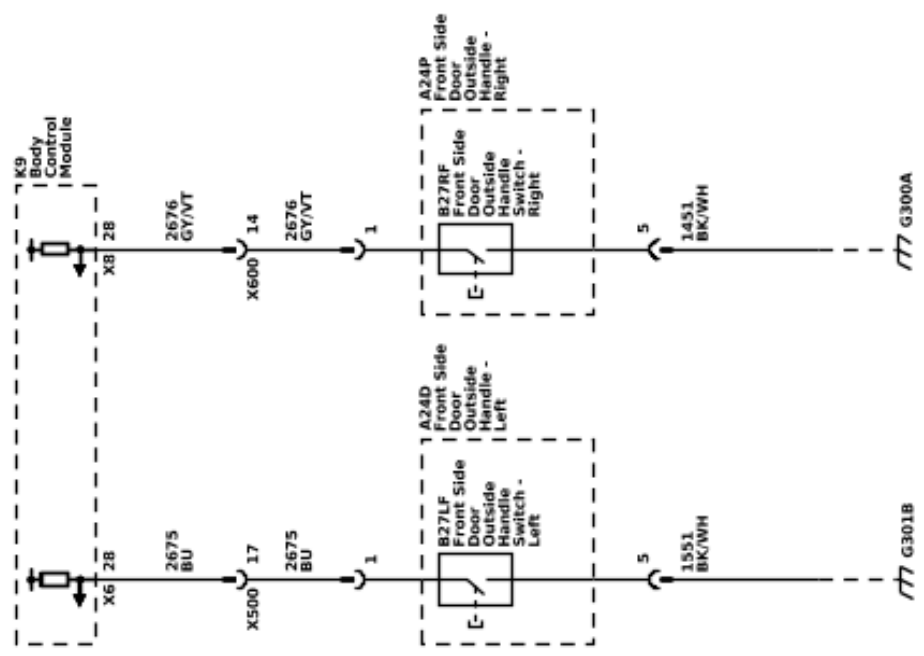 K9
Body
Control
Module
X6 28
X8 28
2675
BU
2676
GY/VT
X500 17
X600 14
2675
BU
2676
GY/VT
1
1
A24D
Front Side
Door
Outside
Handle -
Left
A24P
Front Side
Door
Outside
Handle -
Right
B27LF
Front Side
Door
Outside
Handle
Switch -
Left
B27RF
Front Side
Door
Outside
Handle
Switch -
Right
5
5
1551
BK/WH
1451
BK/WH
G301B
G300A